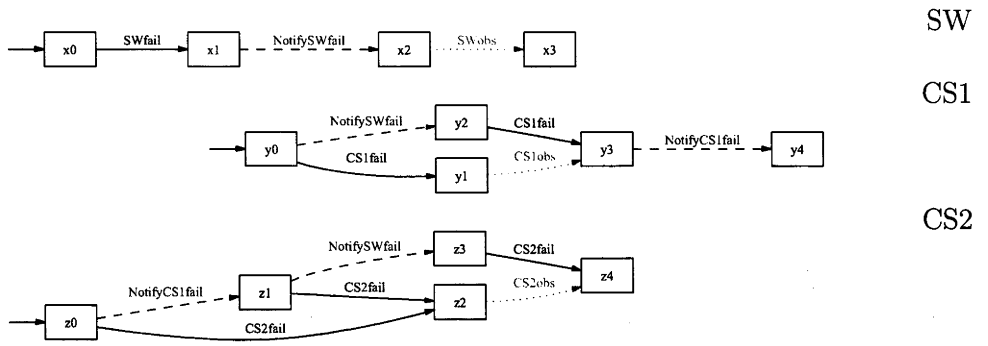 SW
x0 SWfail x1 NotifySWfail x2 SWobs x3
CS1
NotifySWfail y2 CS1fail
y0 y3 NotifyCS1fail y4
CS1fail y1 CS1obs
CS2
NotifySWfail z3 CS2fail
NotifyCS1fail z1 CS2fail z2 CS2obs z4
z0 CS2fail